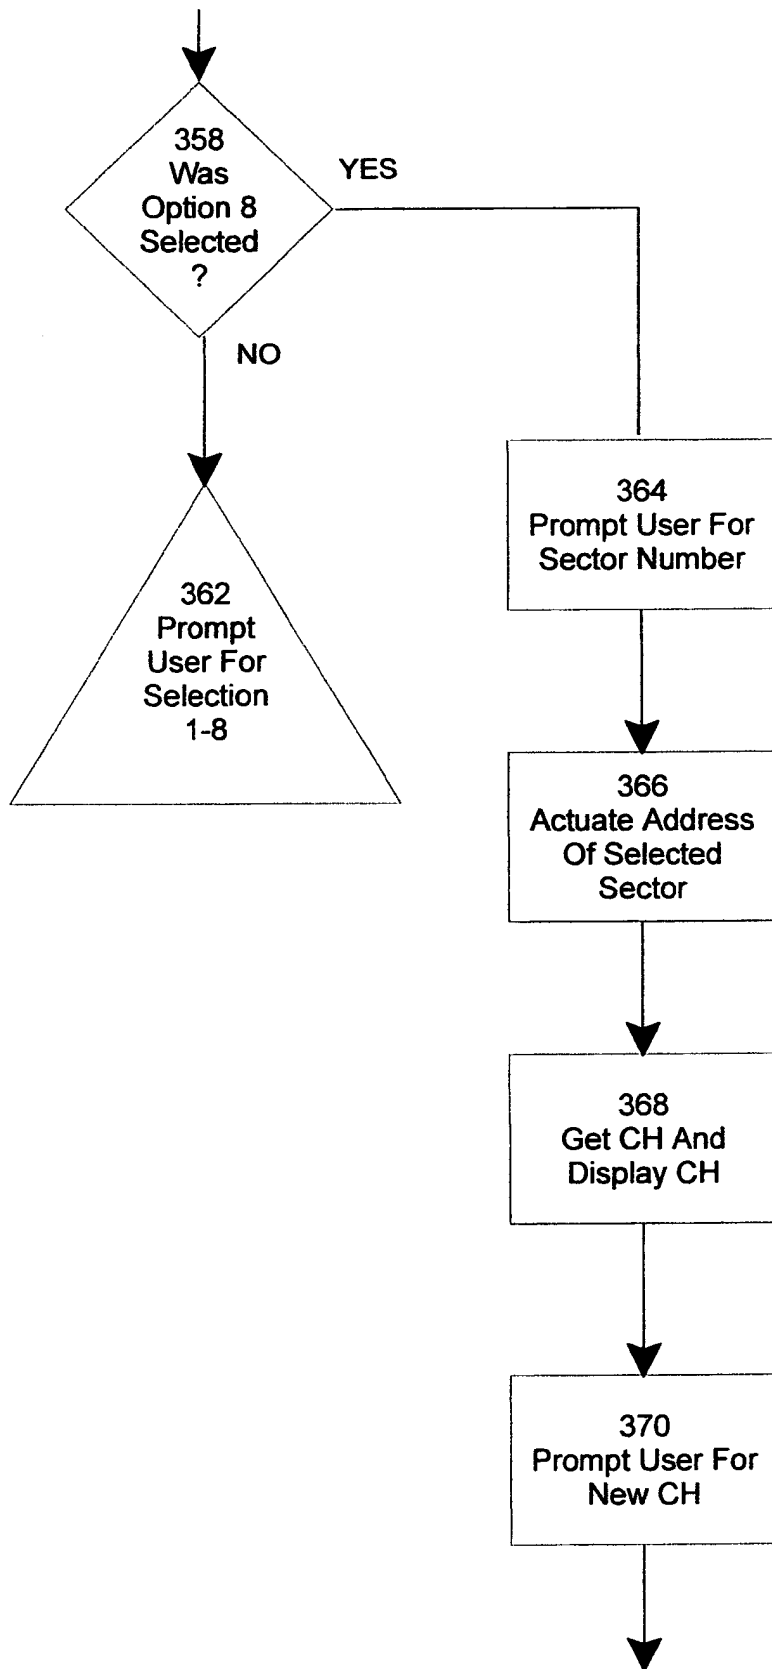 358
Was
Option 8
Selected
?
YES
NO
362
Prompt
User For
Selection
1-8
364
Prompt User For
Sector Number
366
Actuate Address
Of Selected
Sector
368
Get CH And
Display CH
370
Prompt User For
New CH